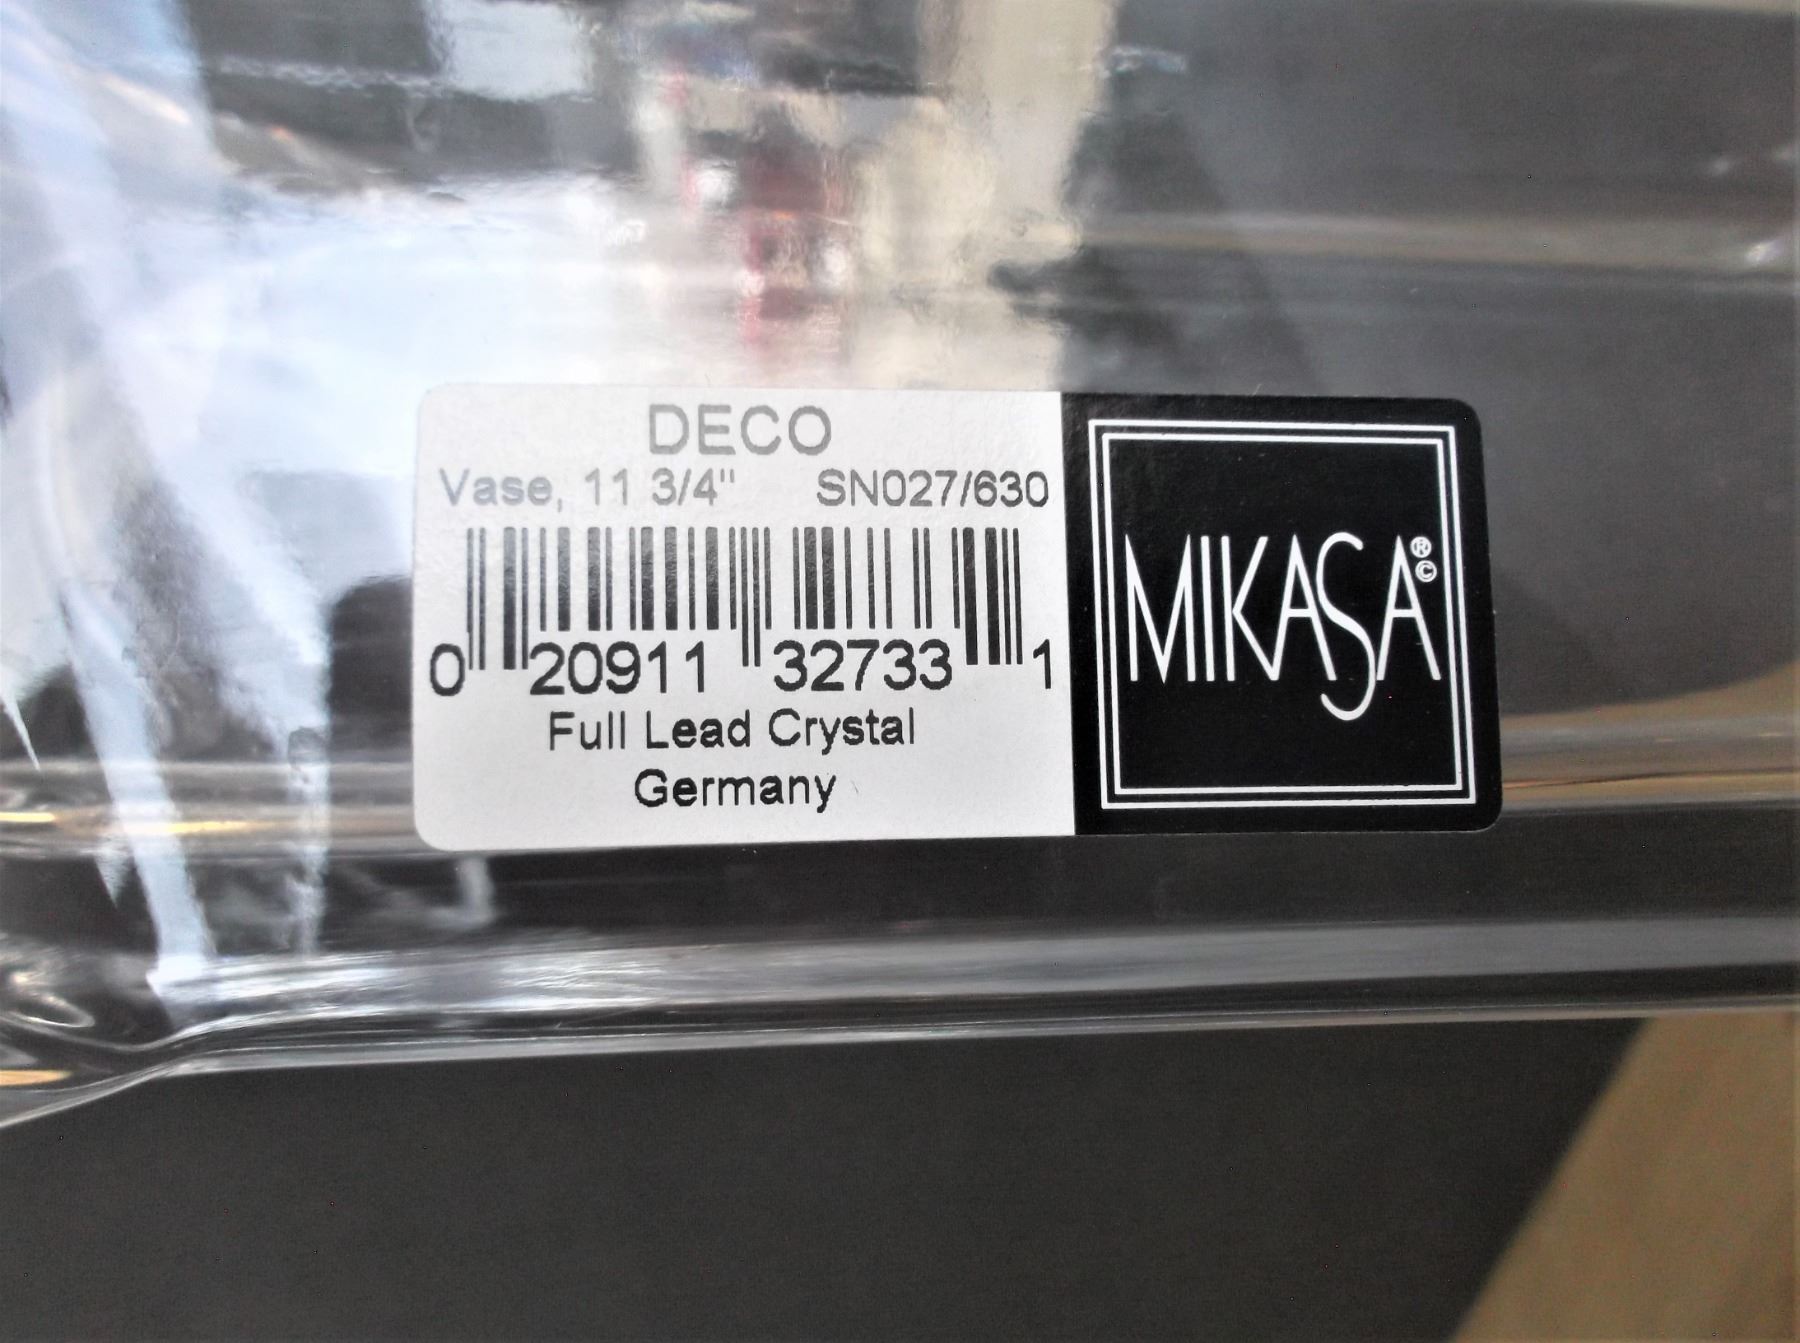 DECO
Vase, 11 3/4" SN027/630
0 20911 32733 1
Full Lead Crystal
Germany
MIKASA®©